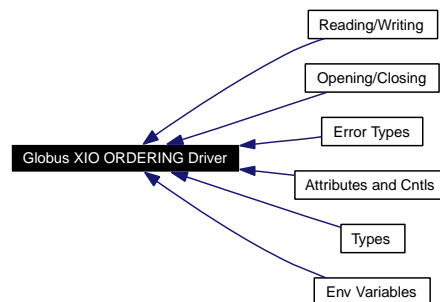 Reading/Writing
Opening/Closing
Error Types
Globus XIO ORDERING Driver
Attributes and Cntls
Types
Env Variables